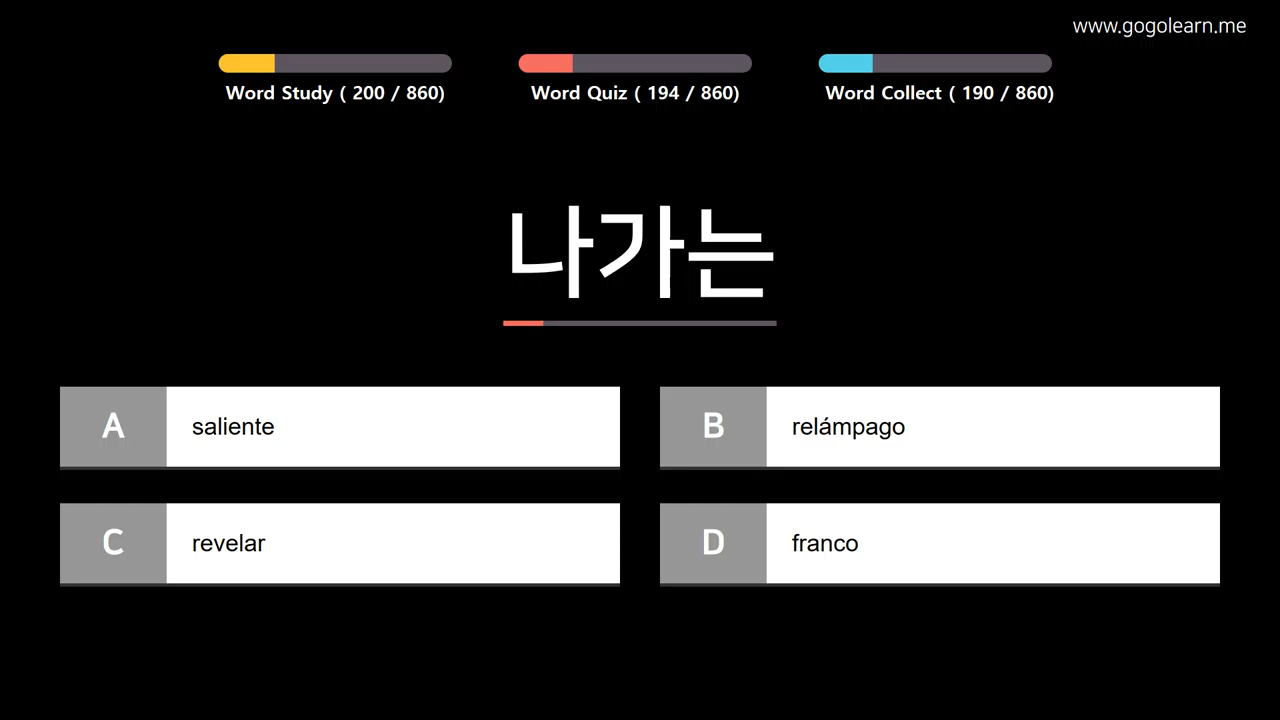 www.gogolearn.me
Word Study ( 200 / 860)
Word Quiz ( 194 / 860)
Word Collect ( 190 / 860)
나가는
A saliente
B relámpago
C revelar
D franco